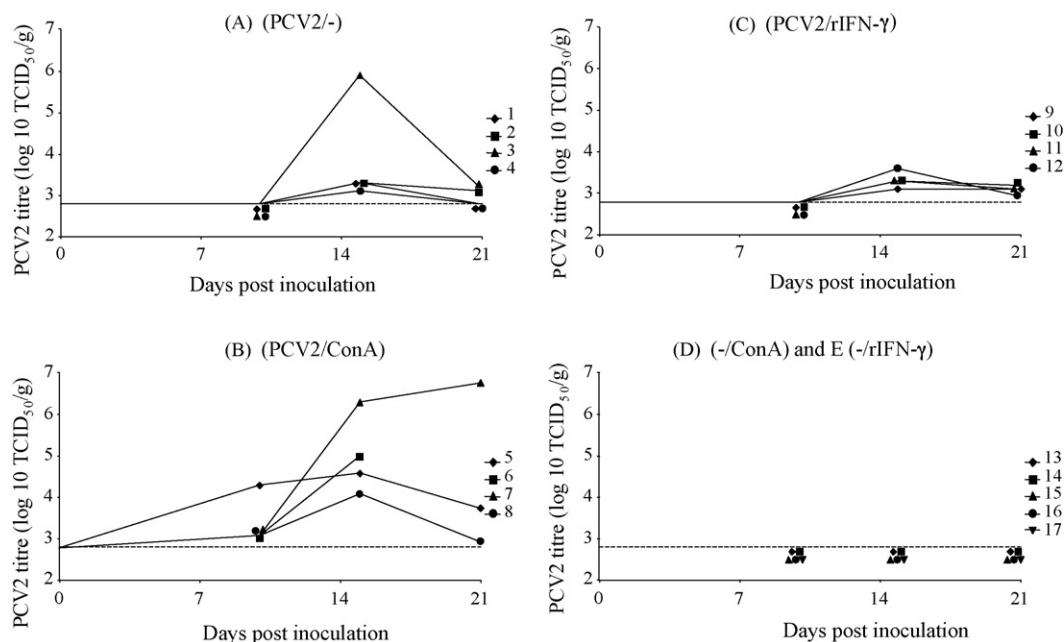 (A) (PCV2/-)
PCV2 titre (log 10 TCID50/g)
7
6
5
4
3
2
0 7 14 21
Days post inoculation
1
2
3
4
(C) (PCV2/rIFN-γ)
PCV2 titre (log 10 TCID50/g)
7
6
5
4
3
2
0 7 14 21
Days post inoculation
9
10
11
12
(B) (PCV2/ConA)
PCV2 titre (log 10 TCID50/g)
7
6
5
4
3
2
0 7 14 21
Days post inoculation
5
6
7
8
(D) (-/ConA) and E (-/rIFN-γ)
PCV2 titre (log 10 TCID50/g)
7
6
5
4
3
2
0 7 14 21
Days post inoculation
13
14
15
16
17